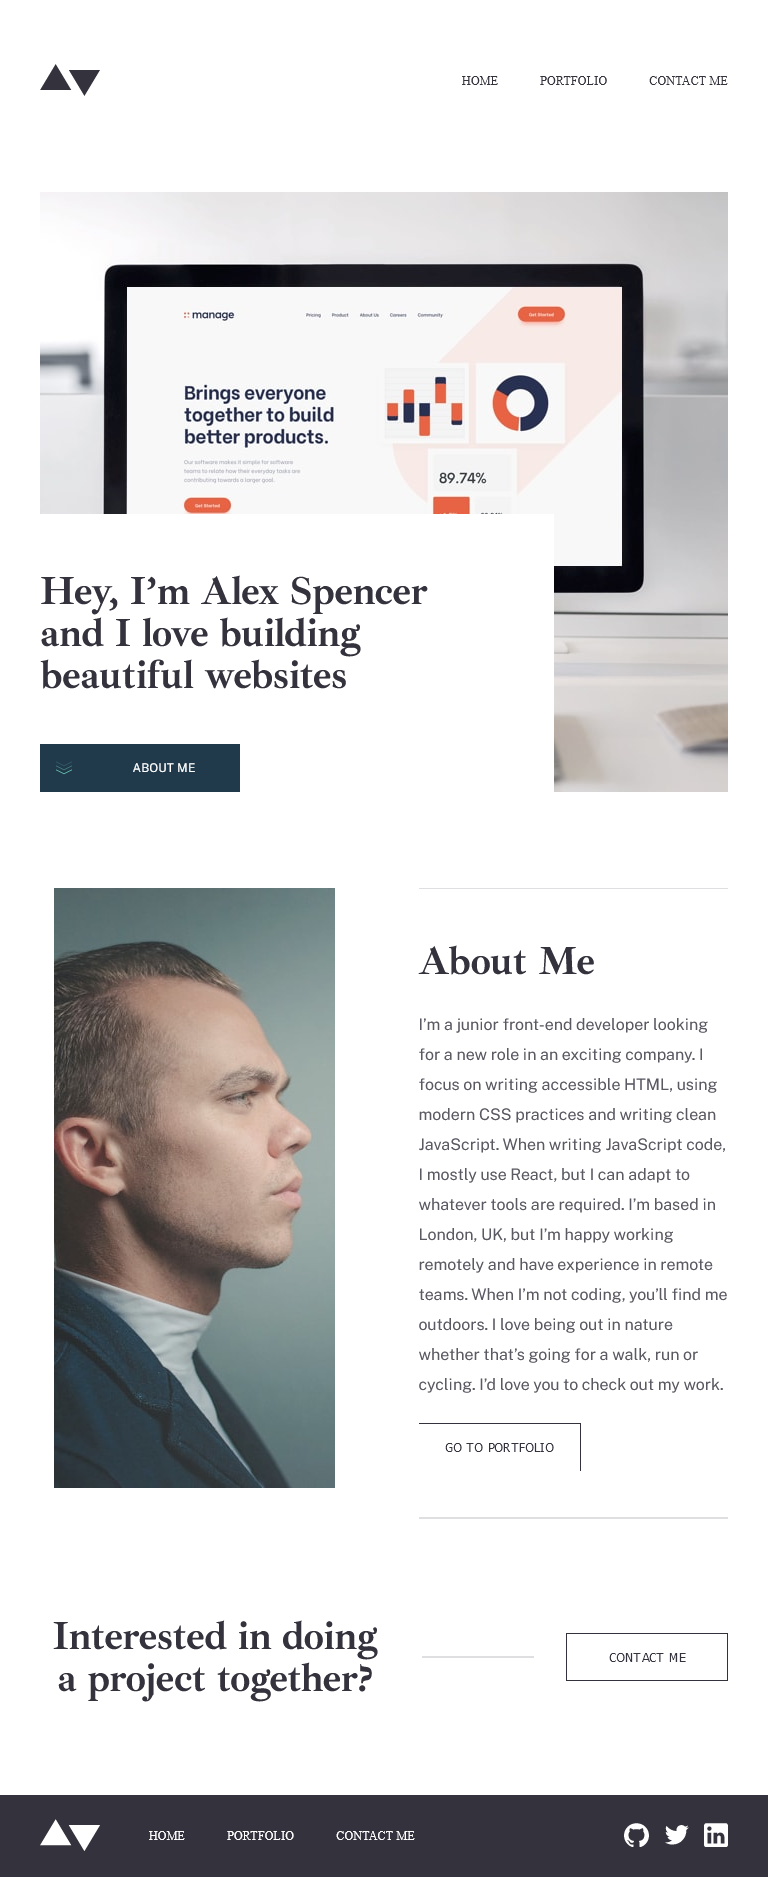 HOME PORTFOLIO CONTACT ME
manage Pricing Product About Us Careers Community Get Started
Brings everyone
together to build
better products.
Our software makes it simple for software
teams to relate how their everyday tasks are
contributing towards a larger goal.
Get Started
89.74%
Hey, I’m Alex Spencer
and I love building
beautiful websites
ABOUT ME
About Me
I’m a junior front-end developer looking
for a new role in an exciting company. I
focus on writing accessible HTML, using
modern CSS practices and writing clean
JavaScript. When writing JavaScript code,
I mostly use React, but I can adapt to
whatever tools are required. I’m based in
London, UK, but I’m happy working
remotely and have experience in remote
teams. When I’m not coding, you’ll find me
outdoors. I love being out in nature
whether that’s going for a walk, run or
cycling. I’d love you to check out my work.
GO TO PORTFOLIO
Interested in doing
a project together?
CONTACT ME
HOME PORTFOLIO CONTACT ME
in